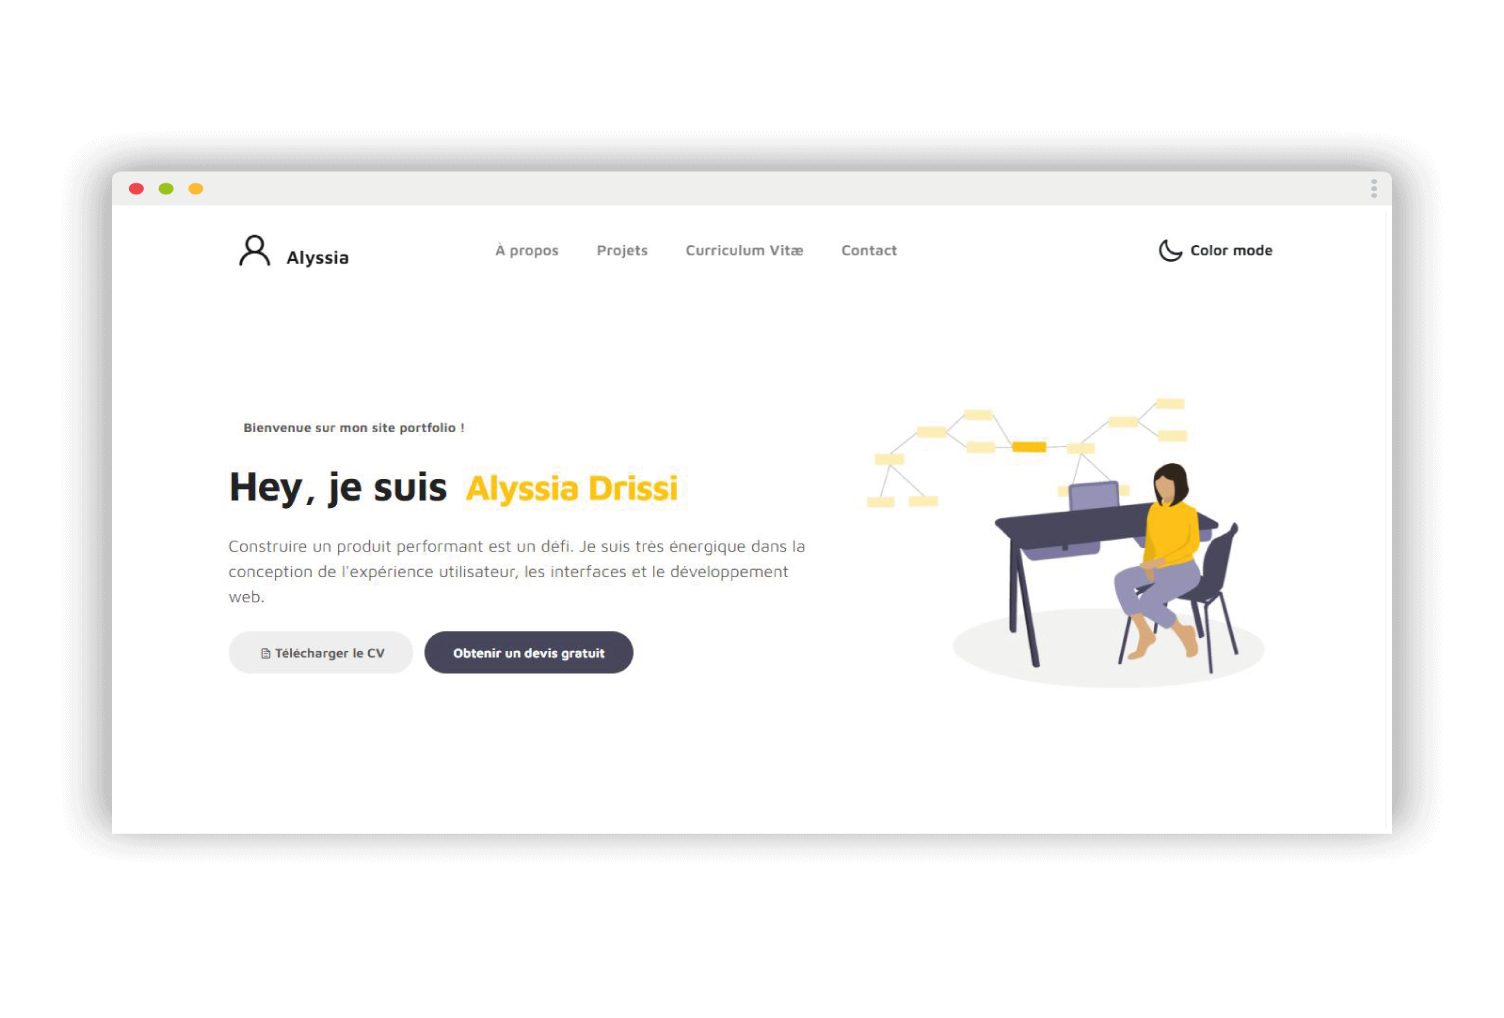 Alyssia
À propos
Projets
Curriculum Vitæ
Contact
Color mode
Bienvenue sur mon site portfolio !
Hey, je suis Alyssia Drissi
Construire un produit performant est un défi. Je suis très énergique dans la
conception de l'expérience utilisateur, les interfaces et le développement
web.
Télécharger le CV
Obtenir un devis gratuit